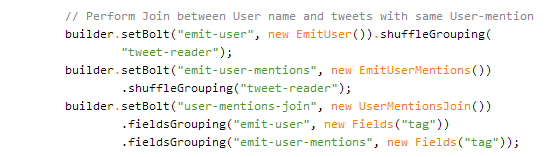 // Perform Join between User name and tweets with same User-mention
builder.setBolt("emit-user", new EmitUser()).shuffleGrouping(
"tweet-reader");
builder.setBolt("emit-user-mentions", new EmitUserMentions())
.shuffleGrouping("tweet-reader");
builder.setBolt("user-mentions-join", new UserMentionsJoin())
.fieldsGrouping("emit-user", new Fields("tag"))
.fieldsGrouping("emit-user-mentions", new Fields("tag"));